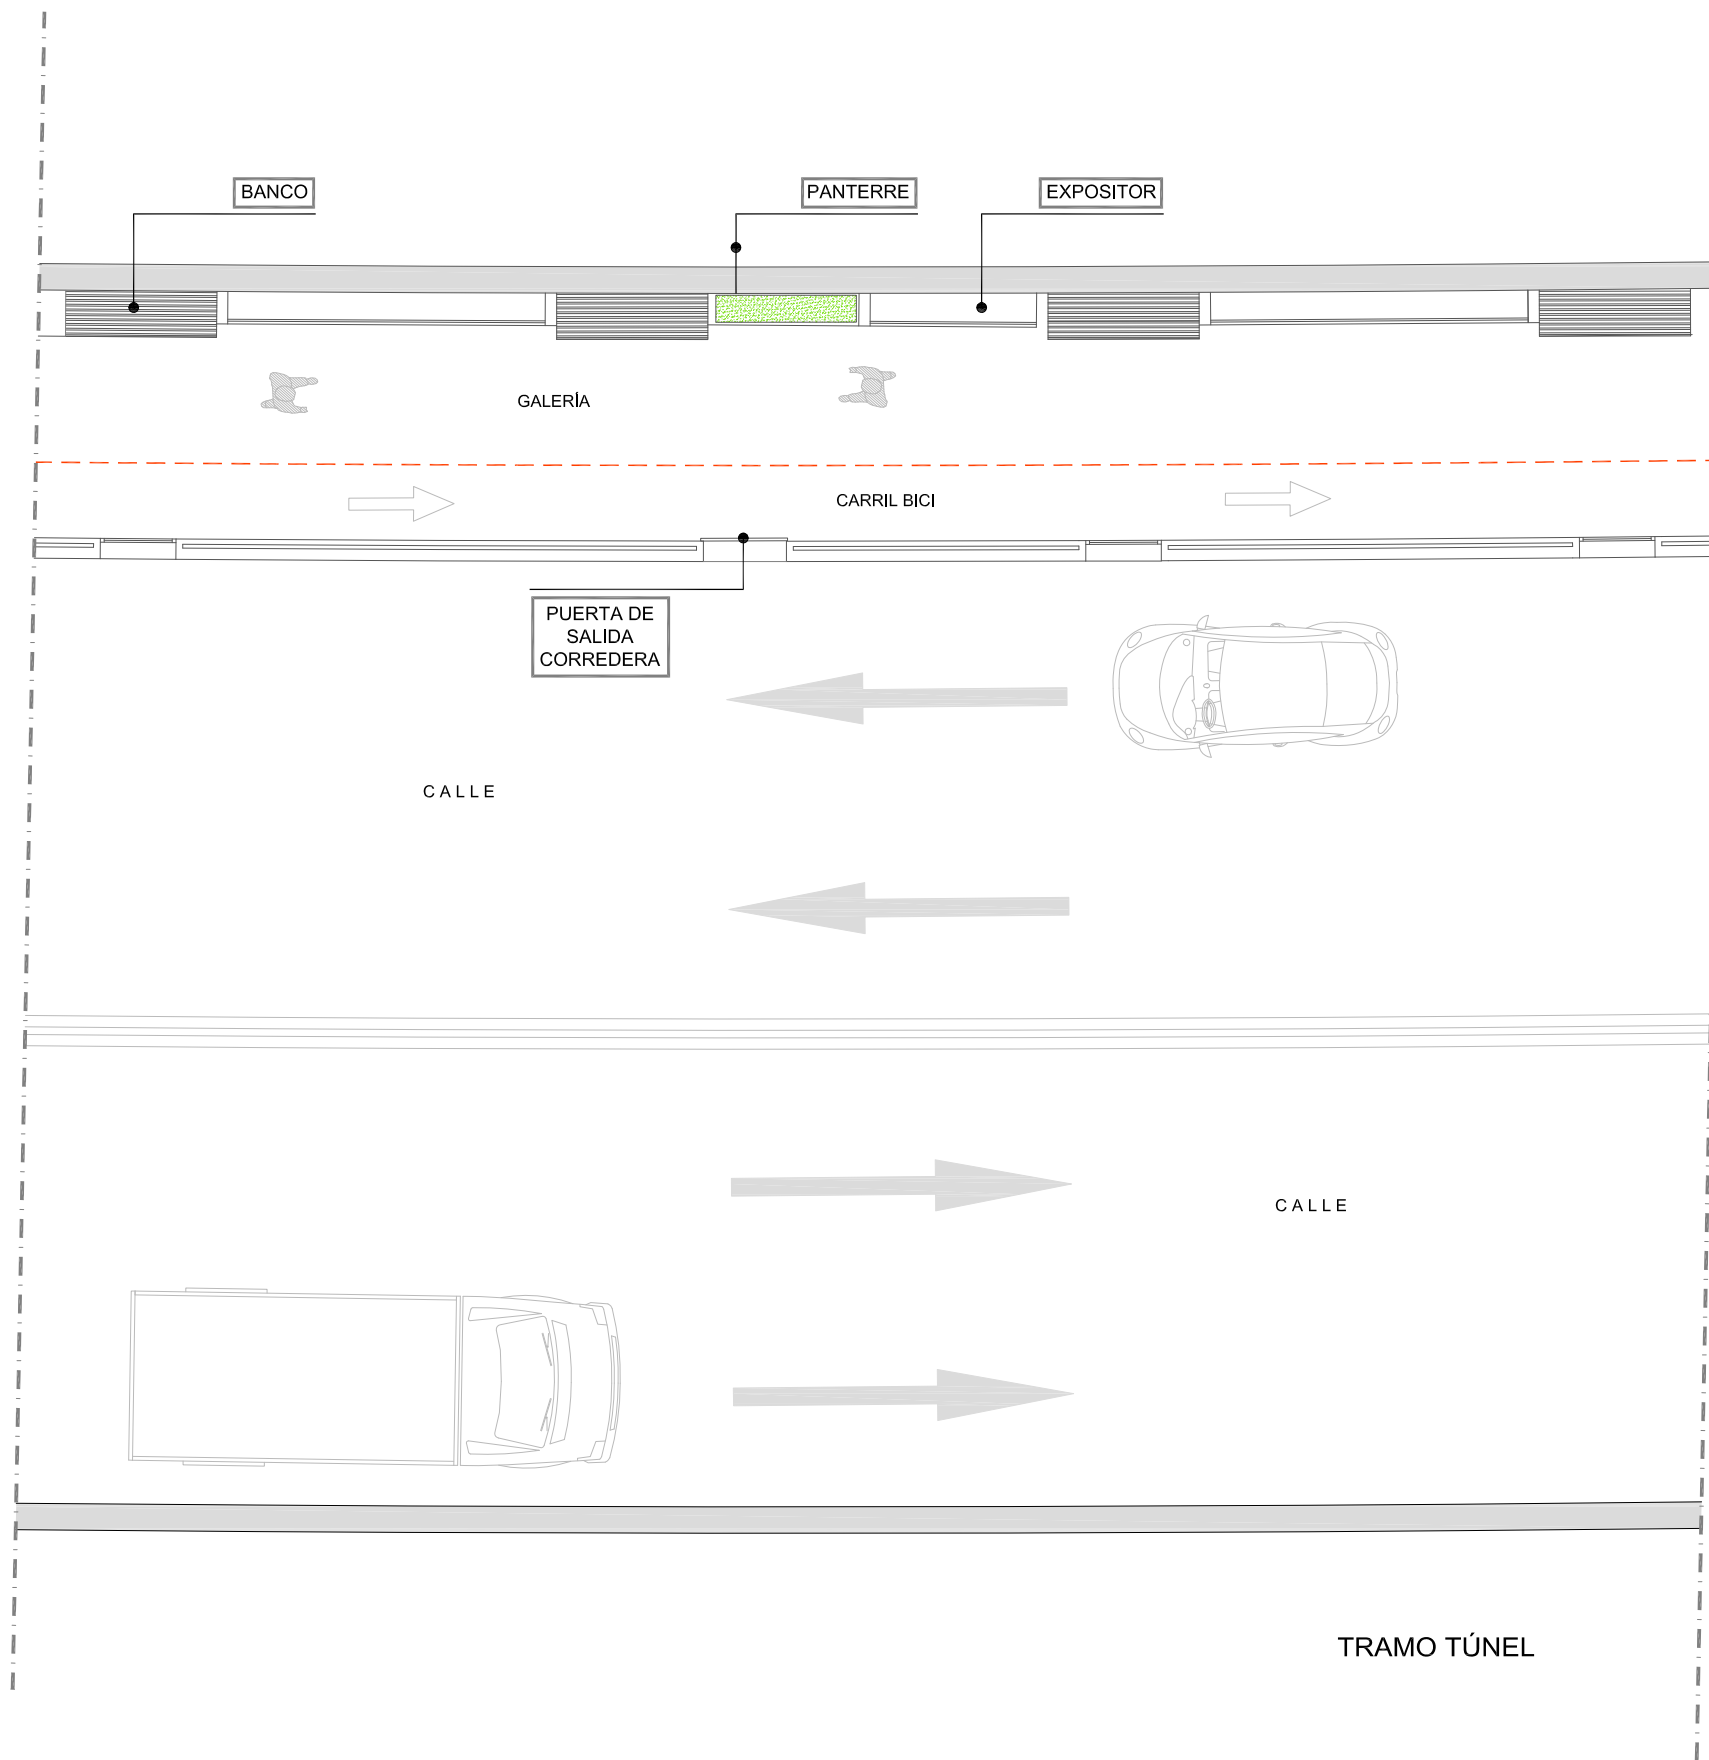 BANCO
PANTERRE
EXPOSITOR
GALERÍA
CARRIL BICI
PUERTA DE
SALIDA
CORREDERA
CALLE
CALLE
TRAMO TÚNEL